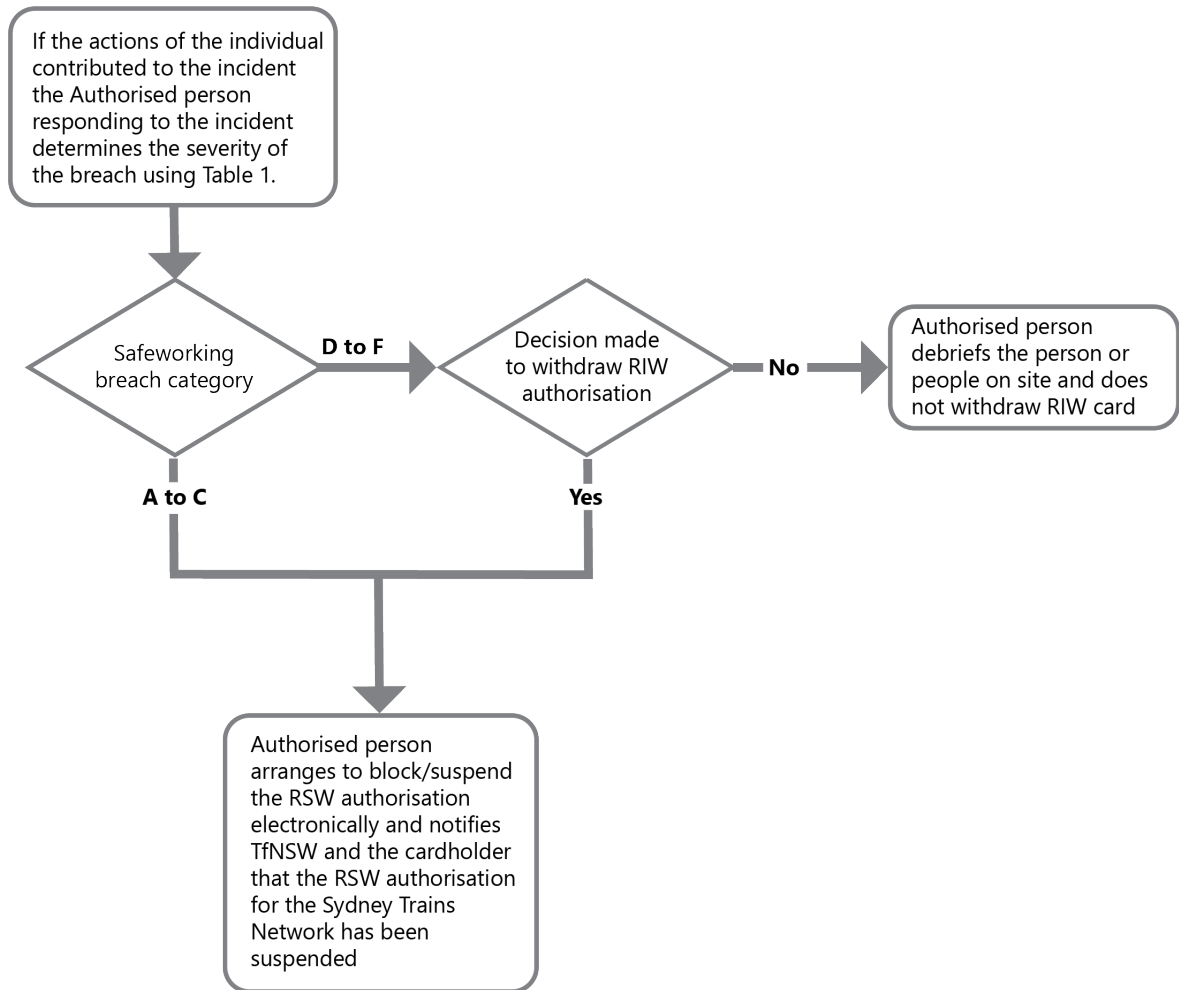 If the actions of the individual
contributed to the incident
the Authorised person
responding to the incident
determines the severity of
the breach using Table 1.
Safeworking
breach category
D to F
Decision made
to withdraw RIW
authorisation
No
Authorised person
debriefs the person or
people on site and does
not withdraw RIW card
A to C
Yes
Authorised person
arranges to block/suspend
the RSW authorisation
electronically and notifies
TfNSW and the cardholder
that the RSW authorisation
for the Sydney Trains
Network has been
suspended